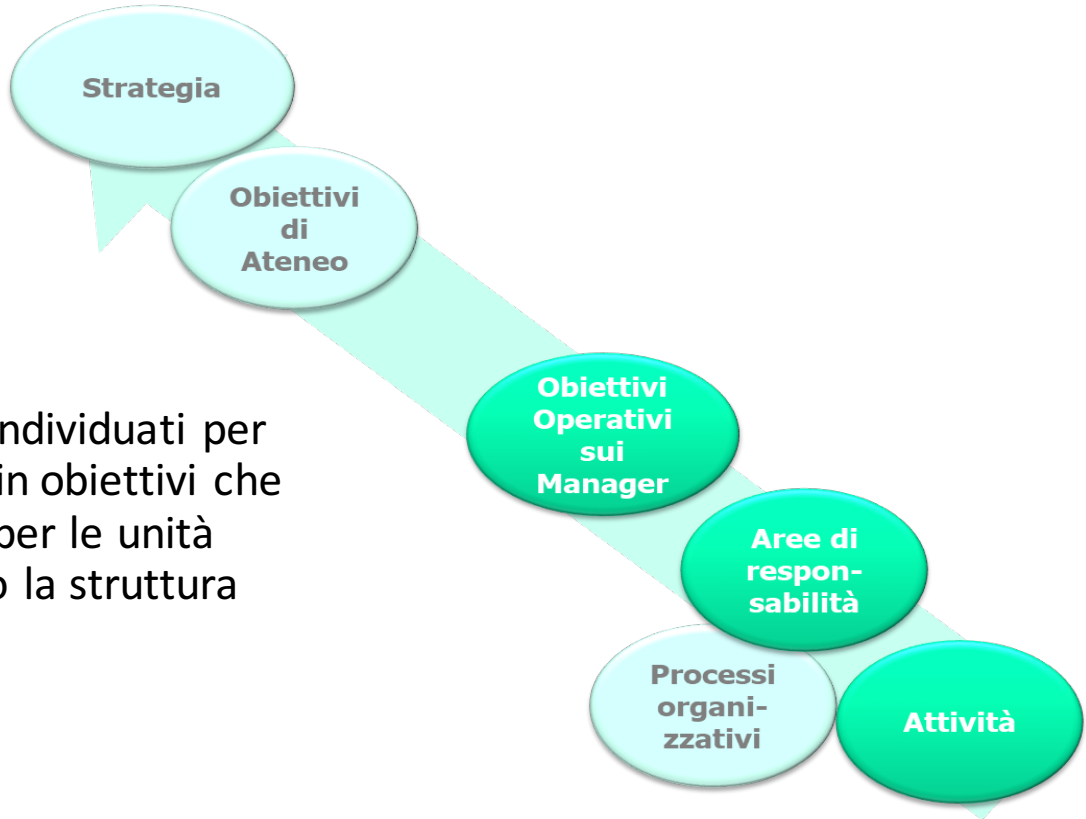 Strategia
Obiettivi
di
Ateneo
Obiettivi
Operativi
sui
Manager
ndividuati per
in obiettivi che
per le unità
o la struttura
Aree di
respon-
sabilità
Processi
organi-
zzativi
Attività